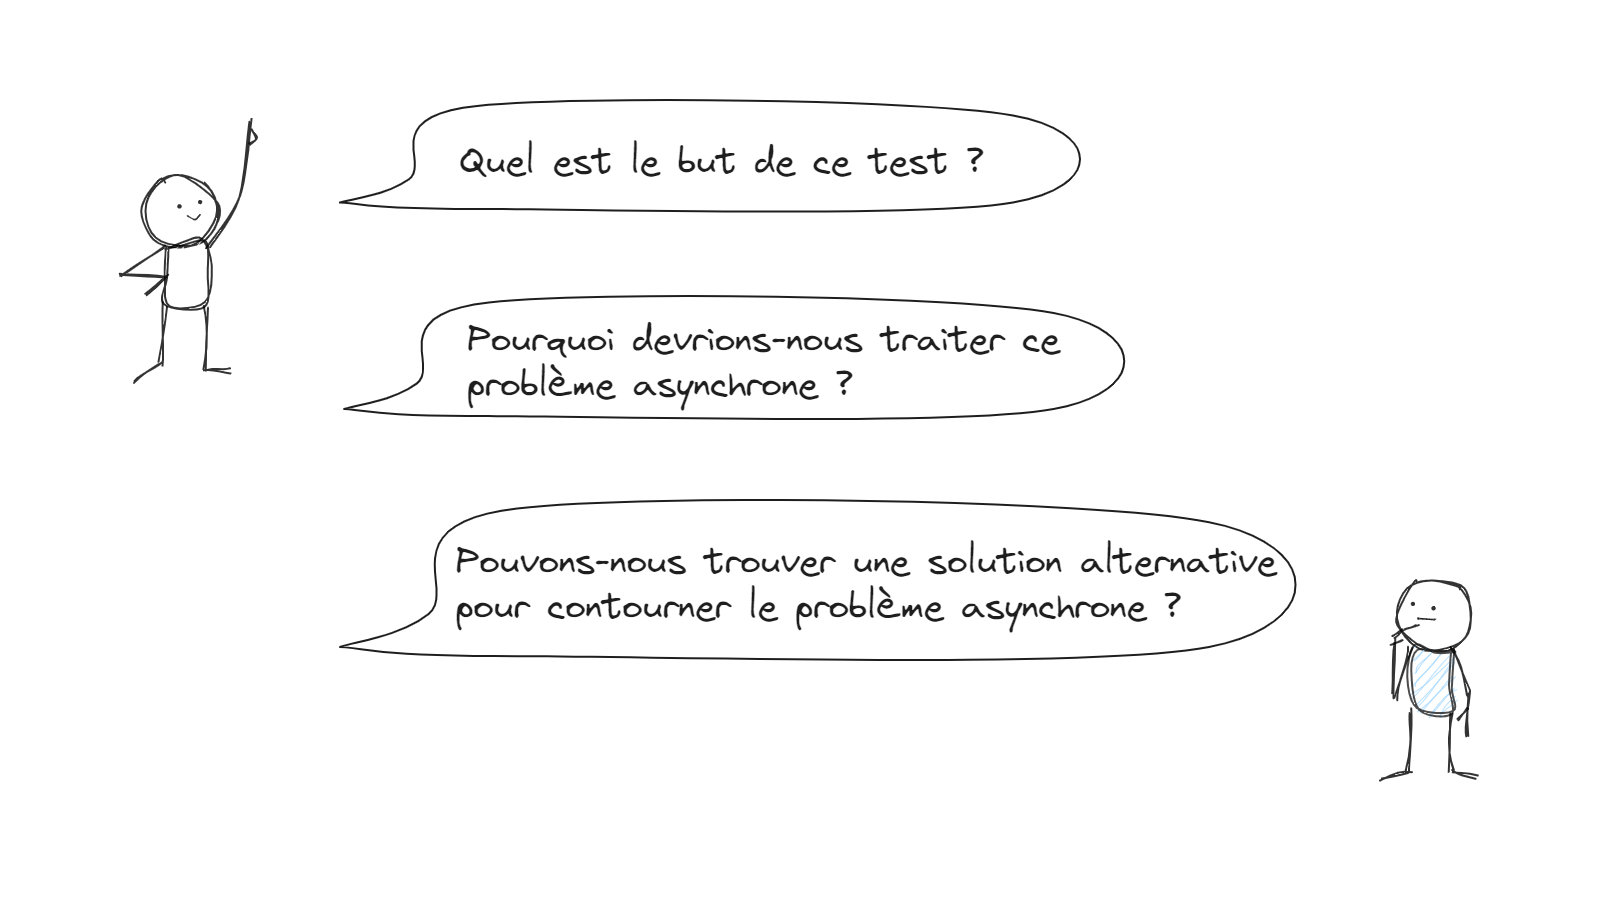 Quel est le but de ce test ?
Pourquoi devrions-nous traiter ce
problème asynchrone ?
Pouvons-nous trouver une solution alternative
pour contourner le problème asynchrone ?